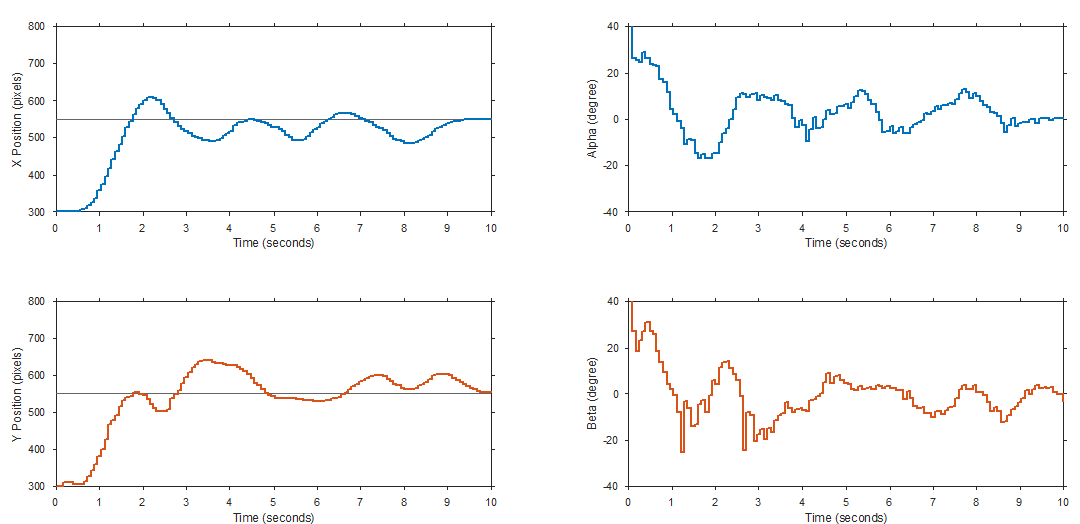 800
700
600
500
400
300
X Position (pixels)
0 1 2 3 4 5 6 7 8 9 10
Time (seconds)
40
20
0
-20
-40
Alpha (degree)
0 1 2 3 4 5 6 7 8 9 10
Time (seconds)
800
700
600
500
400
300
Y Position (pixels)
0 1 2 3 4 5 6 7 8 9 10
Time (seconds)
40
20
0
-20
-40
Beta (degree)
0 1 2 3 4 5 6 7 8 9 10
Time (seconds)